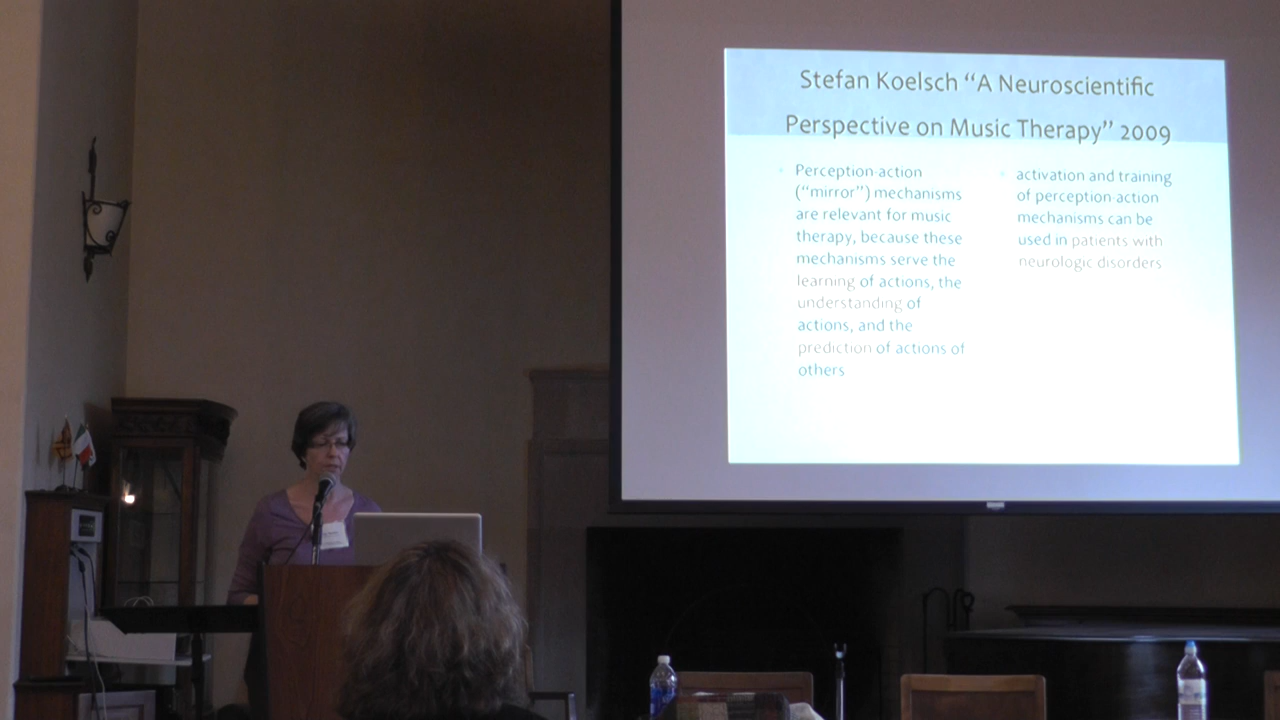 Stefan Koelsch “A Neuroscientific
Perspective on Music Therapy” 2009
Perception-action
(“mirror”) mechanisms
are relevant for music
therapy, because these
mechanisms serve the
learning of actions, the
understanding of
actions, and the
prediction of actions of
others
activation and training
of perception-action
mechanisms can be
used in patients with
neurologic disorders